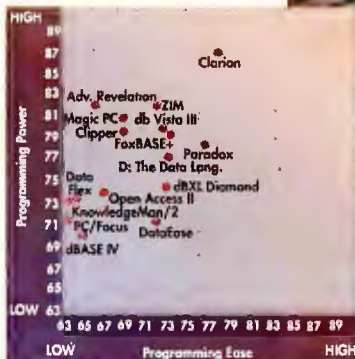 HIGH
89
87
Clarion
85
83
Adv. Revelation
ZIM
81
Magic PC
db Vista III
79
Clipper
FoxBASE+
77
Paradox
D: The Data Lang.
75
Data
Flex
dBXL Diamond
73
Open Access II
KnowledgeMan/2
71
PC/Focus
DataEase
69
dBASE IV
67
65
LOW 63
63 65 67 69 71 73 75 77 79 81 83 85 87 89
LOW
Programming Ease
HIGH
Programming Power